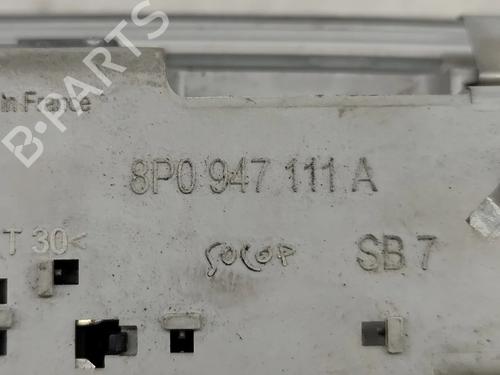 B-PARTS
In France
8P0 947 111 A
T 30<
SOCOP
SB 7